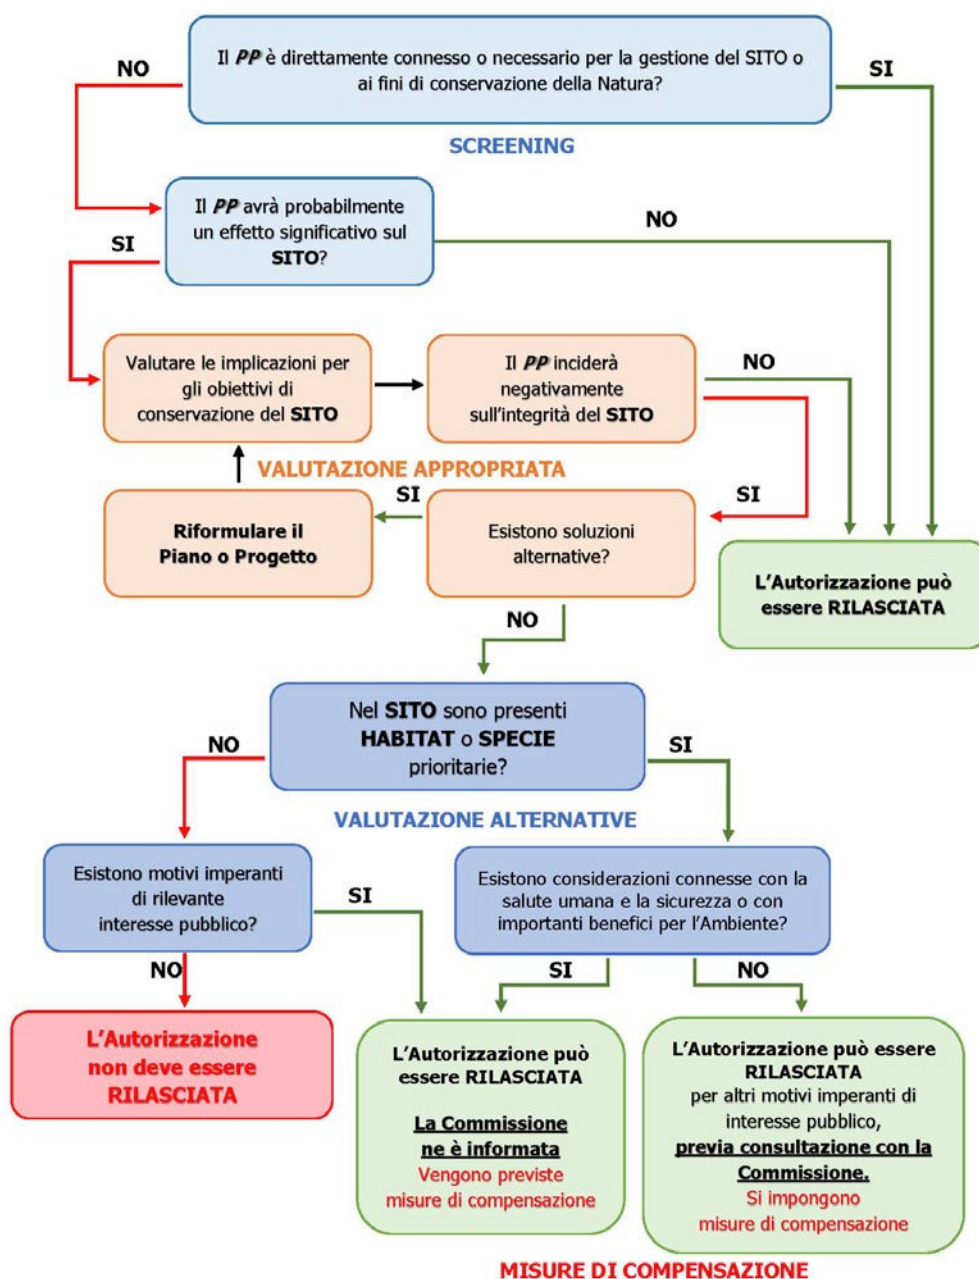 Il PP è direttamente connesso o necessario per la gestione del SITO o
ai fini di conservazione della Natura?
NO
SI
SCREENING
Il PP avrà probabilmente
un effetto significativo sul
SITO?
NO
SI
Valutare le implicazioni per
gli obiettivi di
conservazione del SITO
Il PP inciderà
negativamente
sull'integrità del SITO
NO
VALUTAZIONE APPROPRIATA
SI
SI
Riformulare il
Piano o Progetto
Esistono soluzioni
alternative?
L'Autorizzazione può
essere RILASCIATA
NO
Nel SITO sono presenti
HABITAT o SPECIE
prioritarie?
NO
SI
VALUTAZIONE ALTERNATIVE
Esistono motivi imperanti
di rilevante
interesse pubblico?
SI
Esistono considerazioni connesse con la
salute umana e la sicurezza o con
importanti benefici per l'Ambiente?
NO
SI
NO
L'Autorizzazione
non deve essere
RILASCIATA
L'Autorizzazione può
essere RILASCIATA
La Commissione
ne è informata
Vengono previste
misure di compensazione
L'Autorizzazione può essere
RILASCIATA
per altri motivi imperanti di
interesse pubblico,
previa consultazione con la
Commissione.
Si impongono
misure di compensazione
MISURE DI COMPENSAZIONE